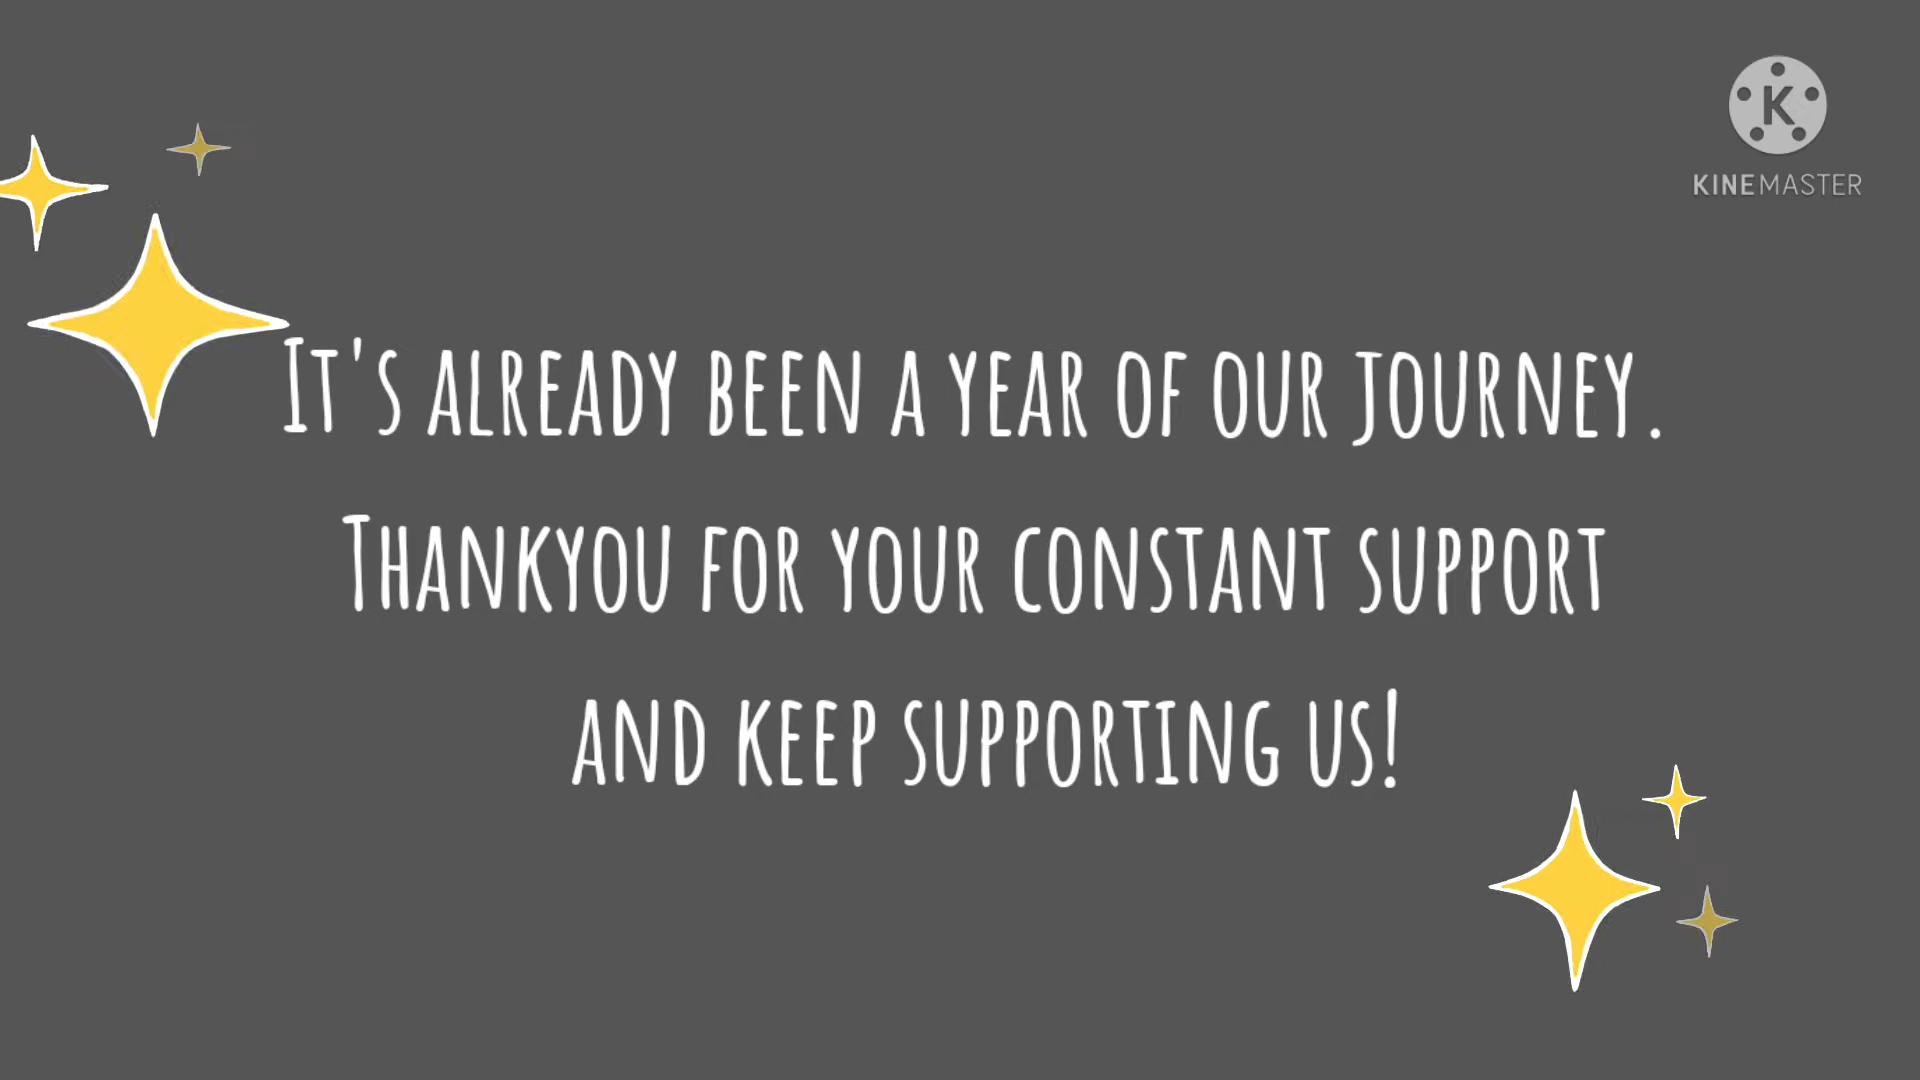 K
KINEMASTER
It's already been a year of our journey.
Thankyou for your constant support
and keep supporting us!